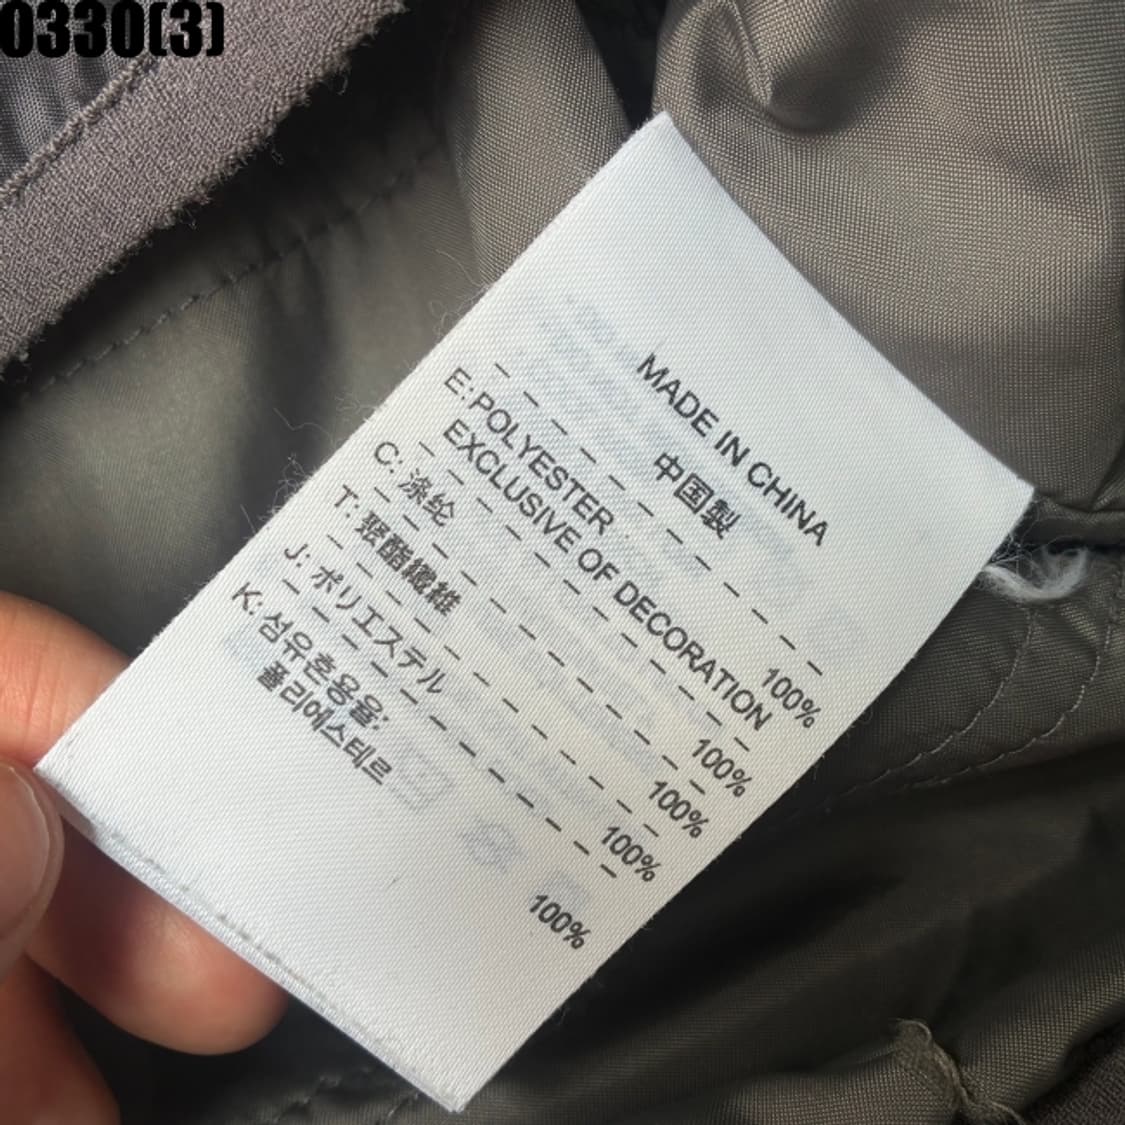 0330(3)
MADE IN CHINA
中国製
E: POLYESTER 100%
EXCLUSIVE OF DECORATION
C: 涤纶 100%
T: 聚酯纖維 100%
J: ポリエステル 100%
K: 섬유혼용율:
폴리에스테르 100%